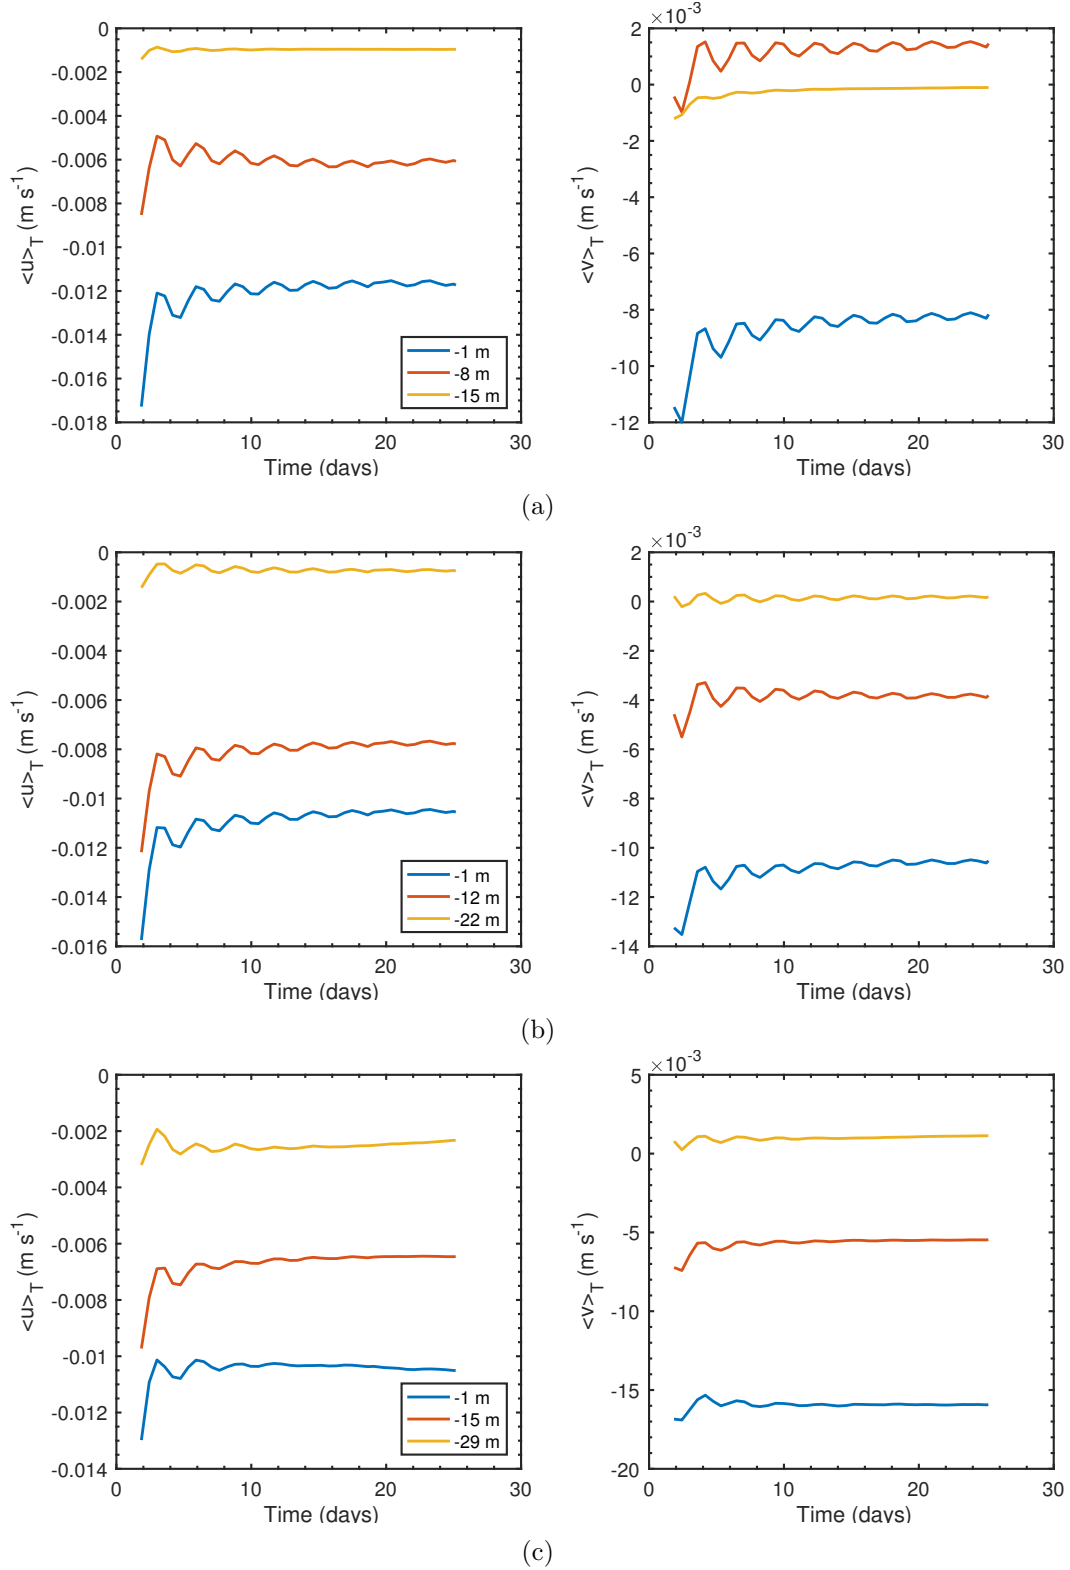 0
-0.002
-0.004
-0.006
-0.008
-0.01
-0.012
-0.014
-0.016
-0.018
<u>T (m s-1)
0 10 20 30
Time (days)
-1 m
-8 m
-15 m
×10-3
2
0
-2
-4
-6
-8
-10
-12
<v>T (m s-1)
0 10 20 30
Time (days)
(a)
0
-0.002
-0.004
-0.006
-0.008
-0.01
-0.012
-0.014
-0.016
<u>T (m s-1)
0 10 20 30
Time (days)
-1 m
-12 m
-22 m
×10-3
2
0
-2
-4
-6
-8
-10
-12
-14
<v>T (m s-1)
0 10 20 30
Time (days)
(b)
0
-0.002
-0.004
-0.006
-0.008
-0.01
-0.012
-0.014
<u>T (m s-1)
0 10 20 30
Time (days)
-1 m
-15 m
-29 m
×10-3
5
0
-5
-10
-15
-20
<v>T (m s-1)
0 10 20 30
Time (days)
(c)